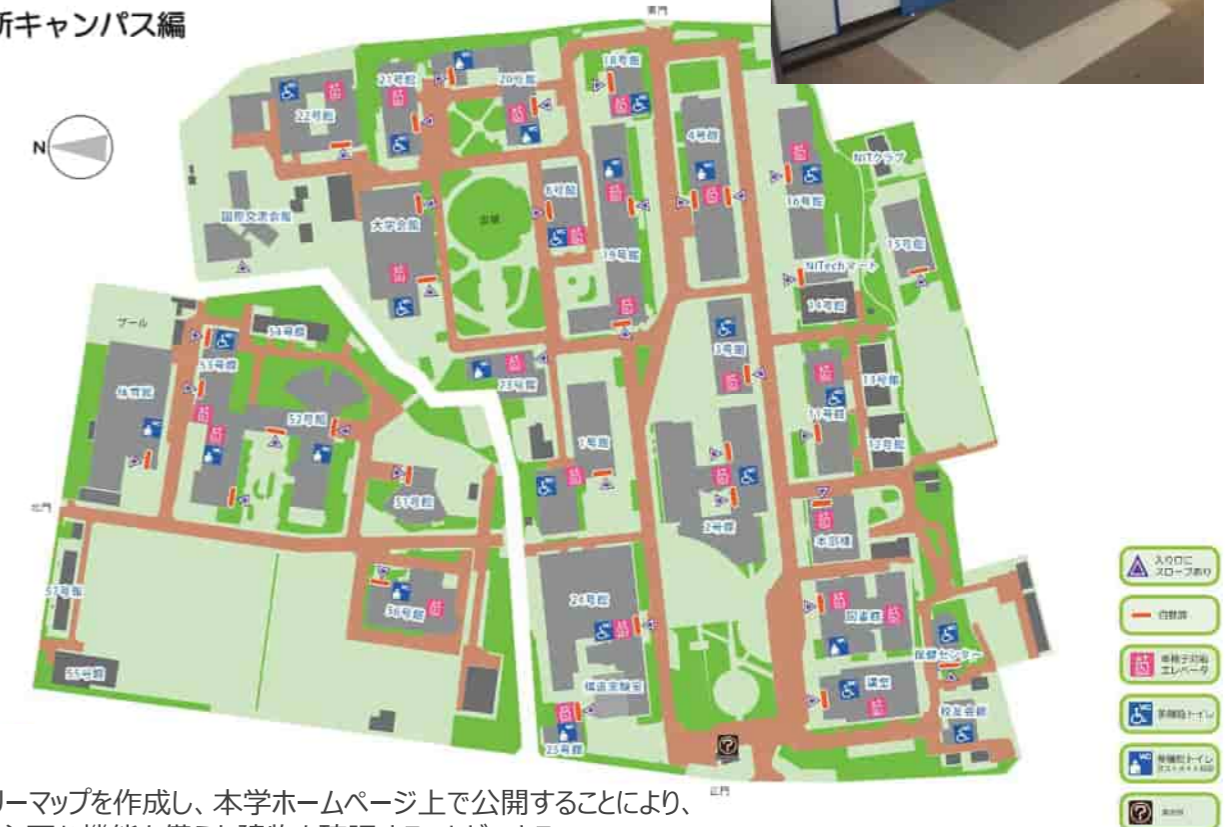 所キャンパス編
東門
N
21号館
20号館
18号館
22号館
4号館
NITクラブ
国際交流会館
大学会館
広場
6号館
16号館
19号館
15号館
NITechマート
プール
14号館
53号館
3号館
体育館
23号館
13号館
52号館
11号館
1号館
12号館
51号館
北門
2号館
本部棟
24号館
57号館
56号館
図書館
保健センター
55号館
構造実験室
講堂
校友会館
25号館
正門
入り口に
スロープあり
自動扉
車椅子対応
エレベータ
多機能トイレ
多機能トイレ
リーマップを作成し、本学ホームページ上で公開することにより、